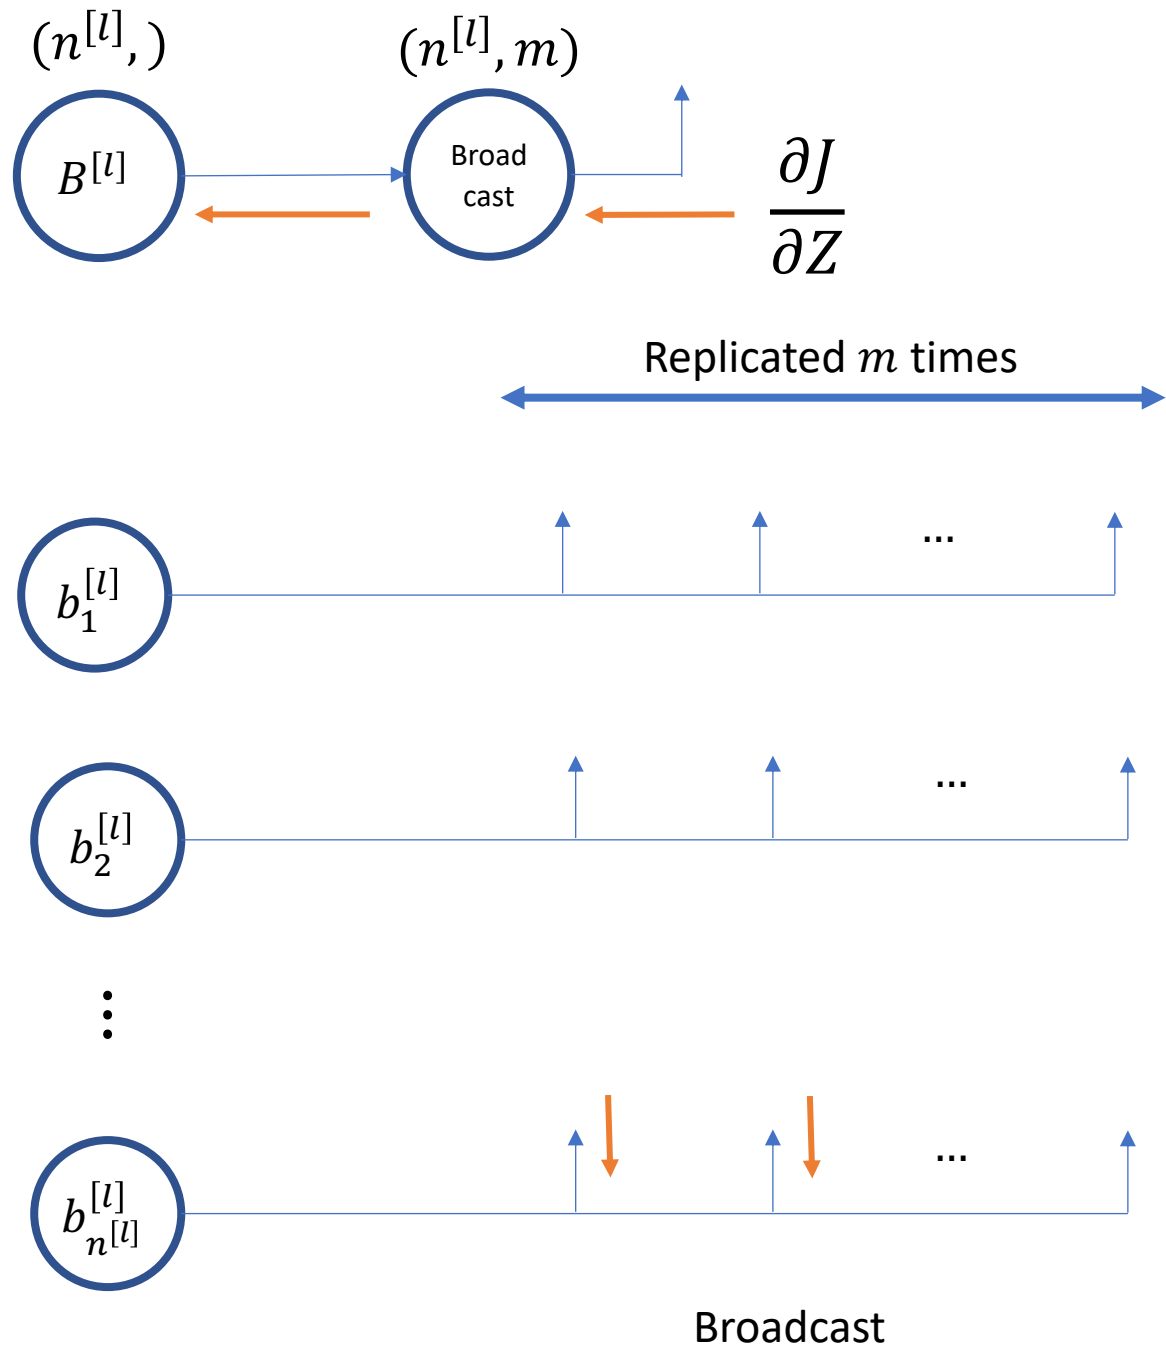 (n^[l], )
(n^[l], m)
B^[l]
Broad
cast
∂J
∂Z
Replicated m times
b_1^[l]
...
b_2^[l]
...
⋮
b_{n^[l]}^[l]
...
Broadcast